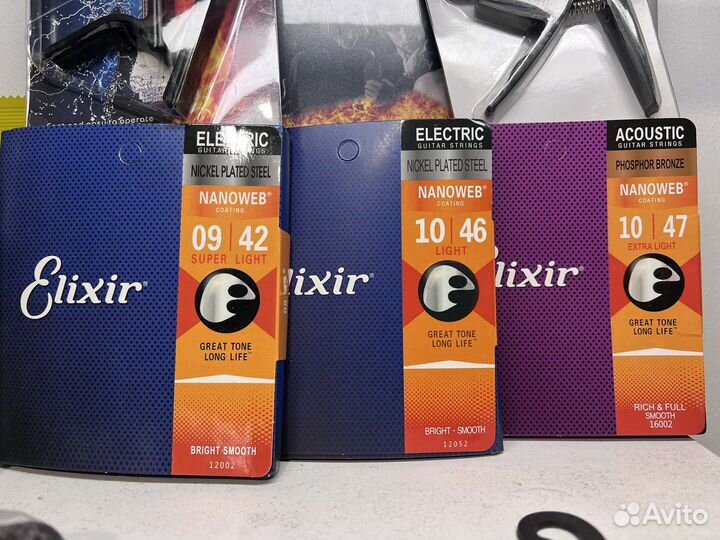 ELECTRIC
GUITAR STRINGS
NICKEL PLATED STEEL
NANOWEB®
COATING
09 | 42
SUPER LIGHT
Elixir®
GREAT TONE
LONG LIFE™
BRIGHT·SMOOTH
12002
ELECTRIC
GUITAR STRINGS
NICKEL PLATED STEEL
NANOWEB®
COATING
10 | 46
LIGHT
lixir®
GREAT TONE
LONG LIFE™
BRIGHT·SMOOTH
12052
ACOUSTIC
GUITAR STRINGS
PHOSPHOR BRONZE
NANOWEB®
COATING
10 | 47
EXTRA LIGHT
lixir®
GREAT TONE
LONG LIFE™
RICH & FULL
SMOOTH
16002
Avito